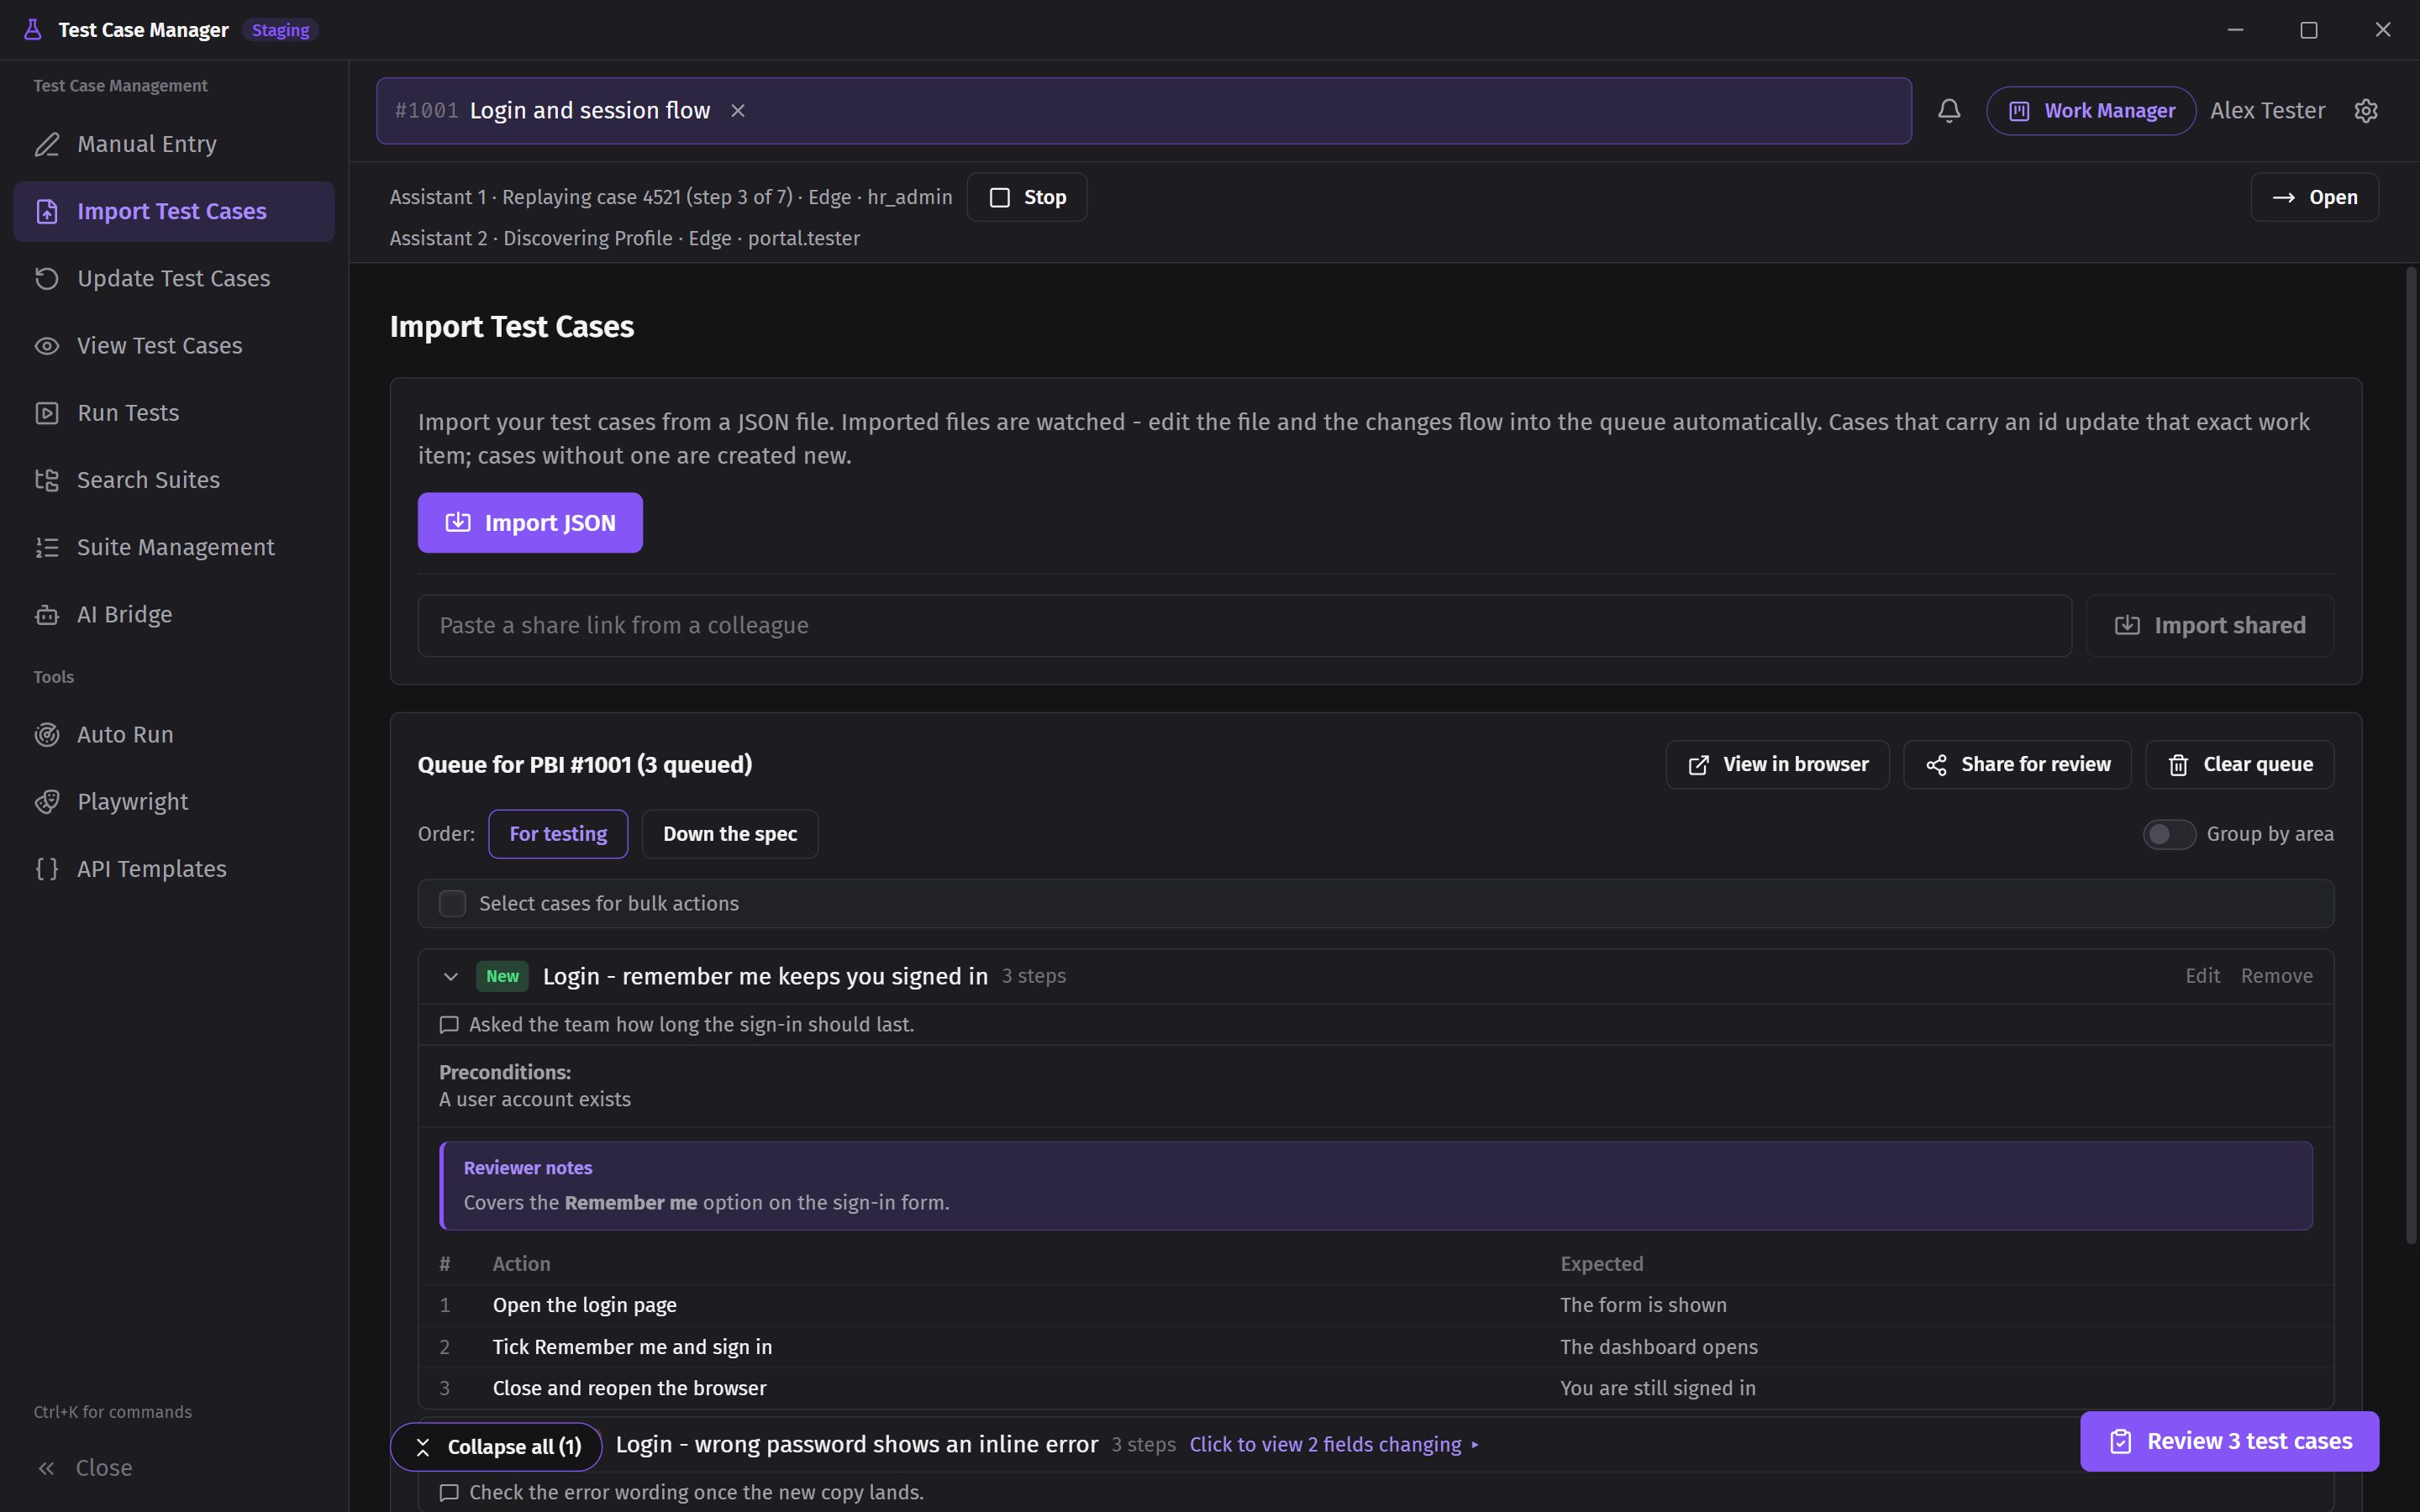 Test Case Manager Staging
Test Case Management
Manual Entry
Import Test Cases
Update Test Cases
View Test Cases
Run Tests
Search Suites
Suite Management
AI Bridge
Tools
Auto Run
Playwright
API Templates
Ctrl+K for commands
Close
#1001 Login and session flow
Work Manager
Alex Tester
Assistant 1 · Replaying case 4521 (step 3 of 7) · Edge · hr_admin Stop Open
Assistant 2 · Discovering Profile · Edge · portal.tester
Import Test Cases
Import your test cases from a JSON file. Imported files are watched - edit the file and the changes flow into the queue automatically. Cases that carry an id update that exact work
item; cases without one are created new.
Import JSON
Paste a share link from a colleague Import shared
Queue for PBI #1001 (3 queued) View in browser Share for review Clear queue
Order: For testing Down the spec Group by area
Select cases for bulk actions
New Login - remember me keeps you signed in 3 steps Edit Remove
Asked the team how long the sign-in should last.
Preconditions:
A user account exists
Reviewer notes
Covers the Remember me option on the sign-in form.
# Action Expected
1 Open the login page The form is shown
2 Tick Remember me and sign in The dashboard opens
3 Close and reopen the browser You are still signed in
Collapse all (1) Login - wrong password shows an inline error 3 steps Click to view 2 fields changing ▸ Review 3 test cases
Check the error wording once the new copy lands.